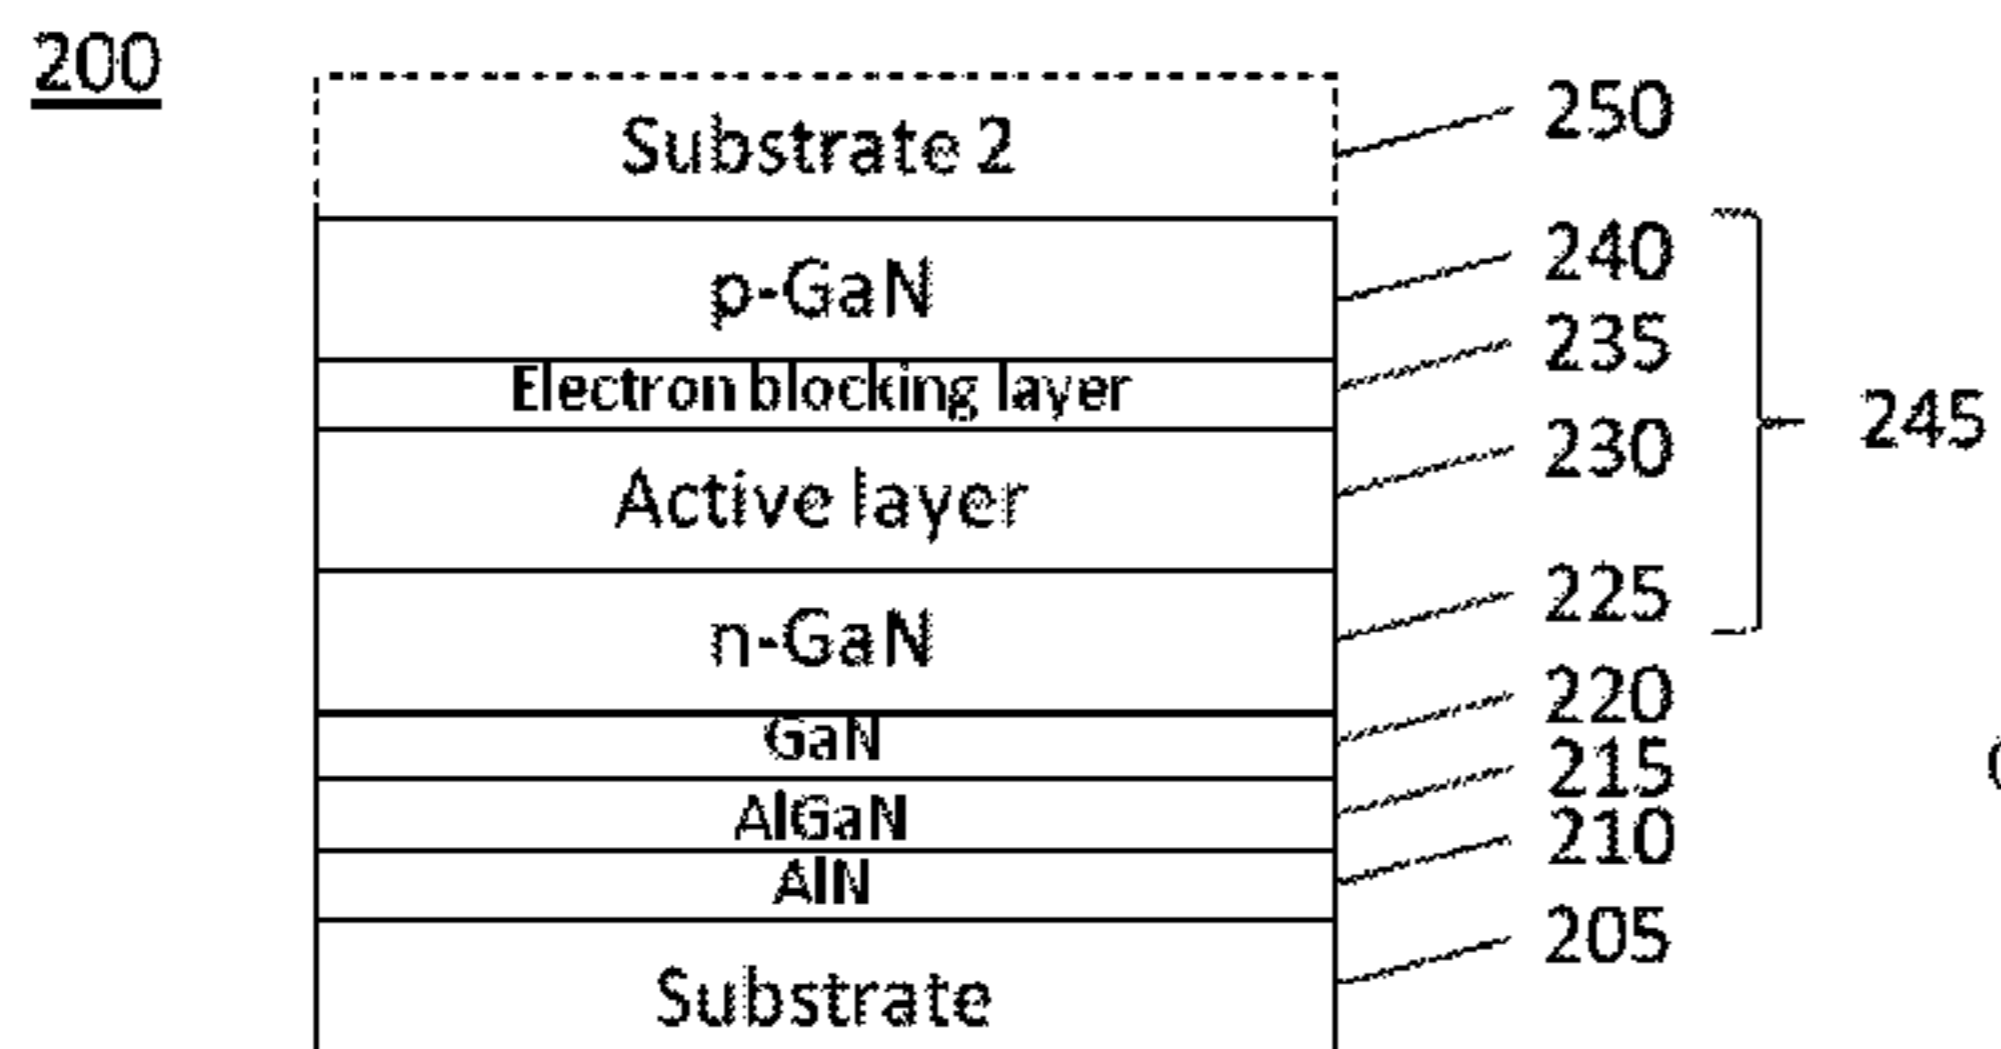 200
Substrate 2 250
p-GaN 240
Electron blocking layer 235
245
Active layer 230
n-GaN 225
GaN 220
AlGaN 215
AlN 210
Substrate 205